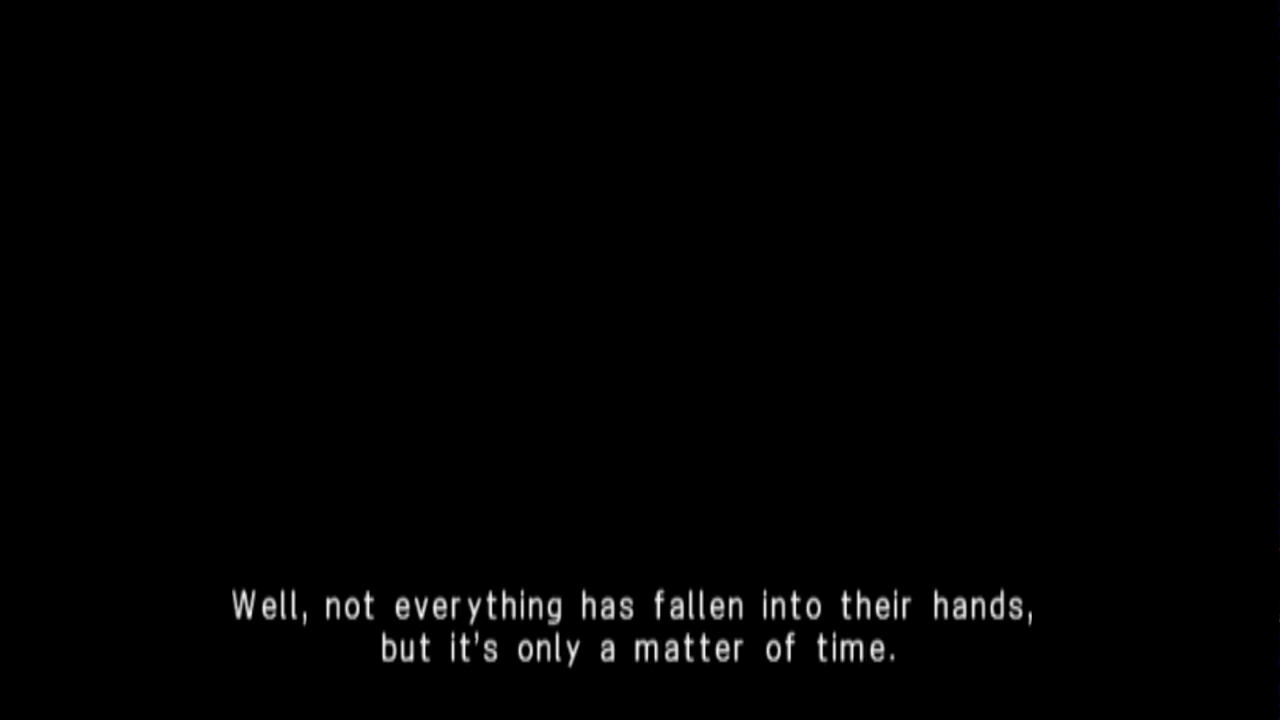 Well, not everything has fallen into their hands,
but it's only a matter of time.